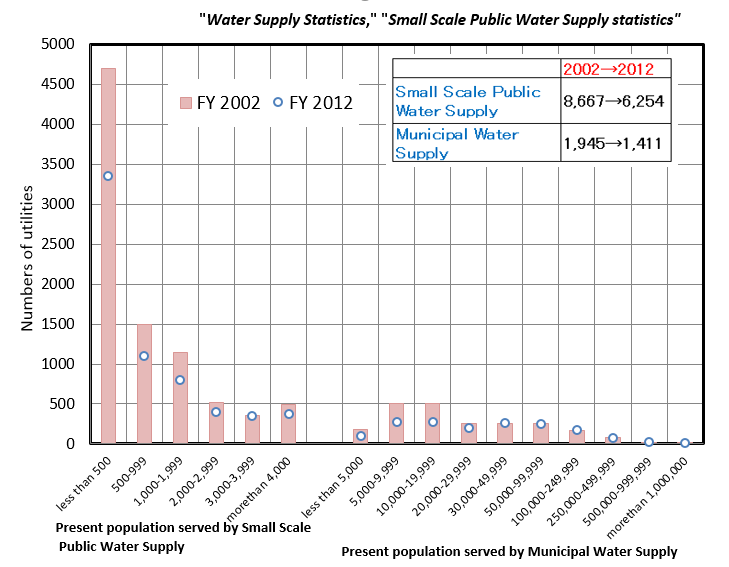 "Water Supply Statistics," "Small Scale Public Water Supply statistics"
5000
4500
4000
3500
3000
2500
2000
1500
1000
500
0
Numbers of utilities
FY 2002 FY 2012
2002→2012
Small Scale Public
Water Supply
8,667→6,254
Municipal Water
Supply
1,945→1,411
less than 500
500-999
1,000-1,999
2,000-2,999
3,000-3,999
morethan 4,000
less than 5,000
5,000-9,999
10,000-19,999
20,000-29,999
30,000-49,999
50,000-99,999
100,000-249,999
250,000-499,999
500,000-999,999
morethan 1,000,000
Present population served by Small Scale
Public Water Supply
Present population served by Municipal Water Supply